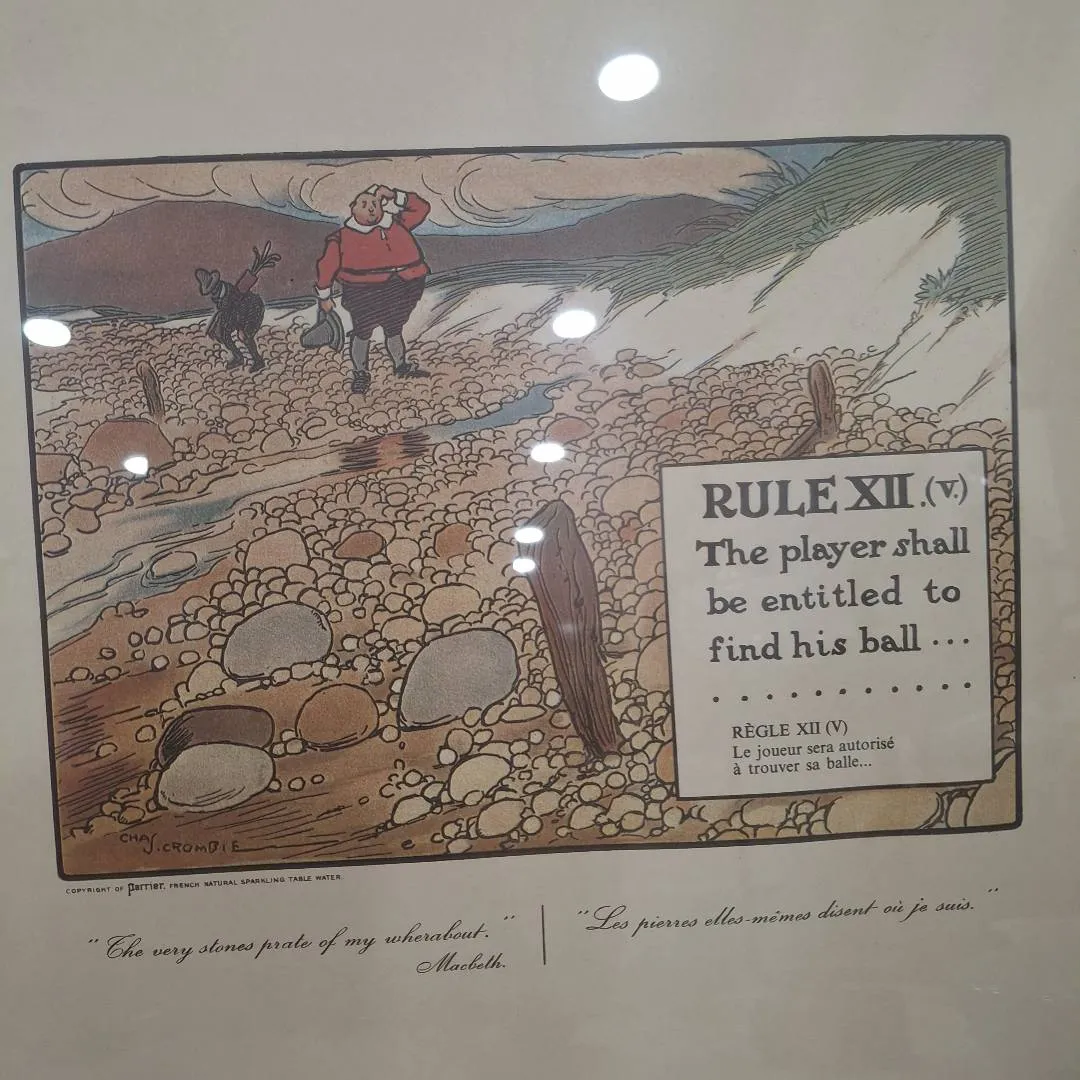 RULE XII.(V.)
The player shall
be entitled to
find his ball ...
. . . . . . . . . . .
RÈGLE XII (V)
Le joueur sera autorisé
à trouver sa balle...
CHAS. CROMBIE
COPYRIGHT OF Perrier, FRENCH NATURAL SPARKLING TABLE WATER.
"The very stones prate of my wherabout."
Macbeth.
"Les pierres elles-mêmes disent où je suis."